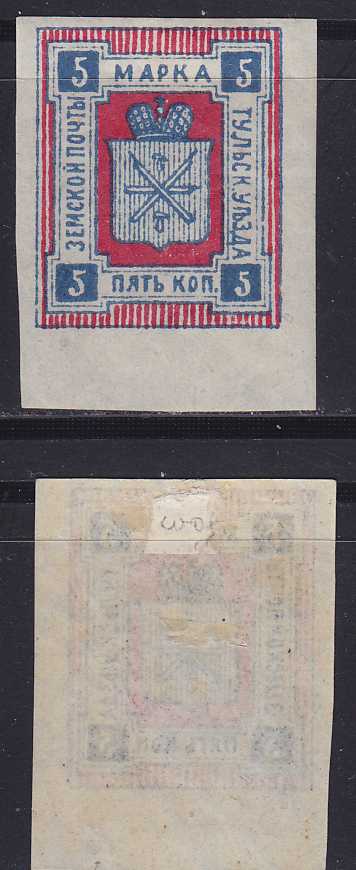 5 МАРКА 5
ЗЕМСКОЙ ПОЧТЫ
ТУЛЬСК. УѢЗДА
5 ПЯТЬ КОП. 5